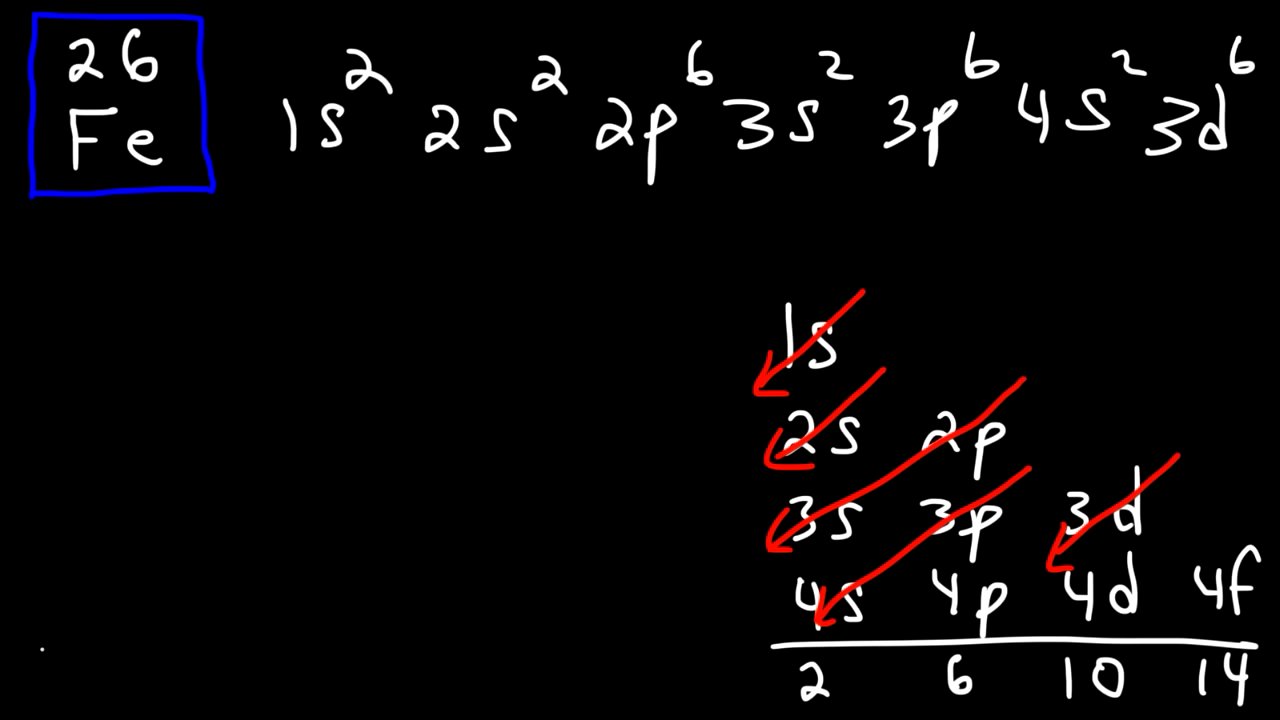 26
Fe
1s² 2s² 2p⁶ 3s² 3p⁶ 4s² 3d⁶
1s
2s 2p
3s 3p 3d
4s 4p 4d 4f
2 6 10 14